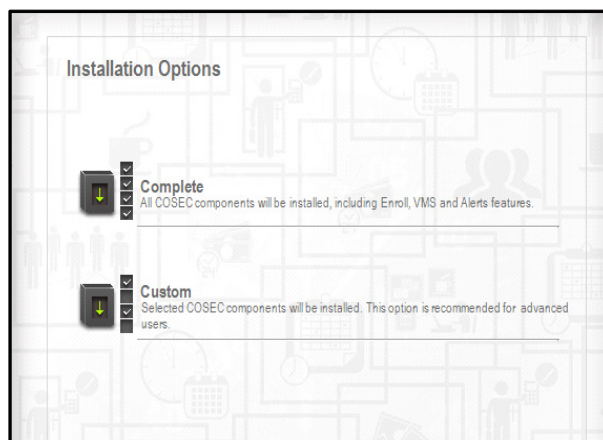 Installation Options
Complete
All COSEC components will be installed, including Enroll, VMS and Alerts features.
Custom
Selected COSEC components will be installed. This option is recommended for advanced
users.